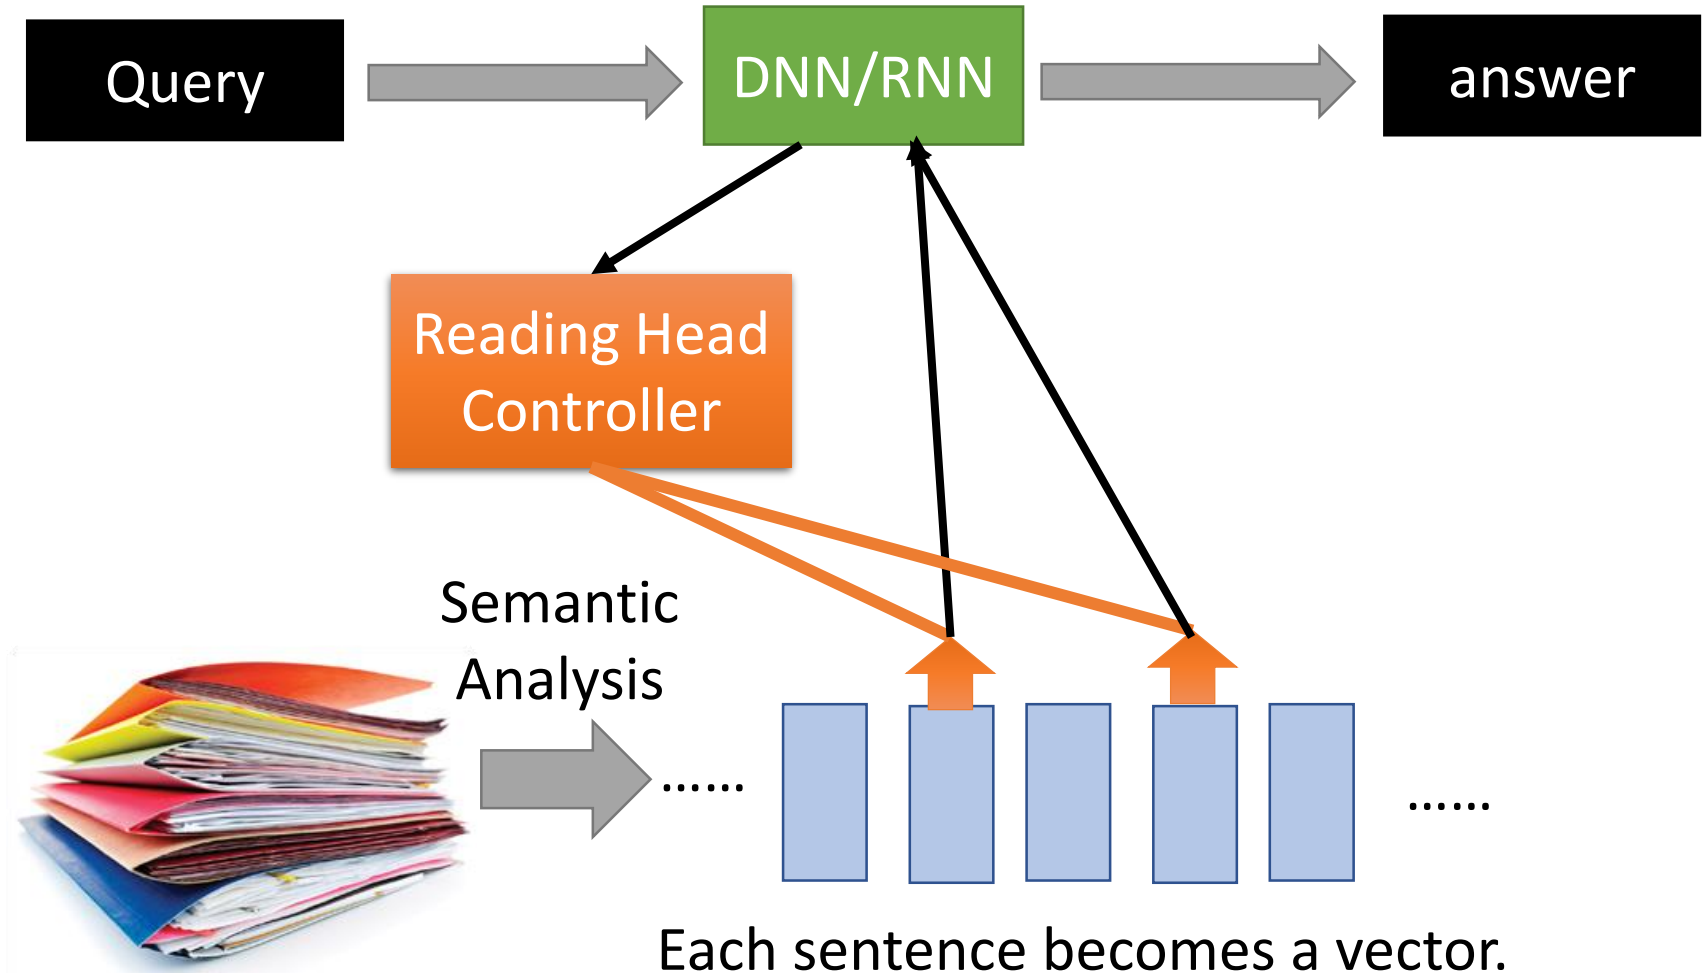 Query
DNN/RNN
answer
Reading Head
Controller
Semantic
Analysis
……
……
Each sentence becomes a vector.